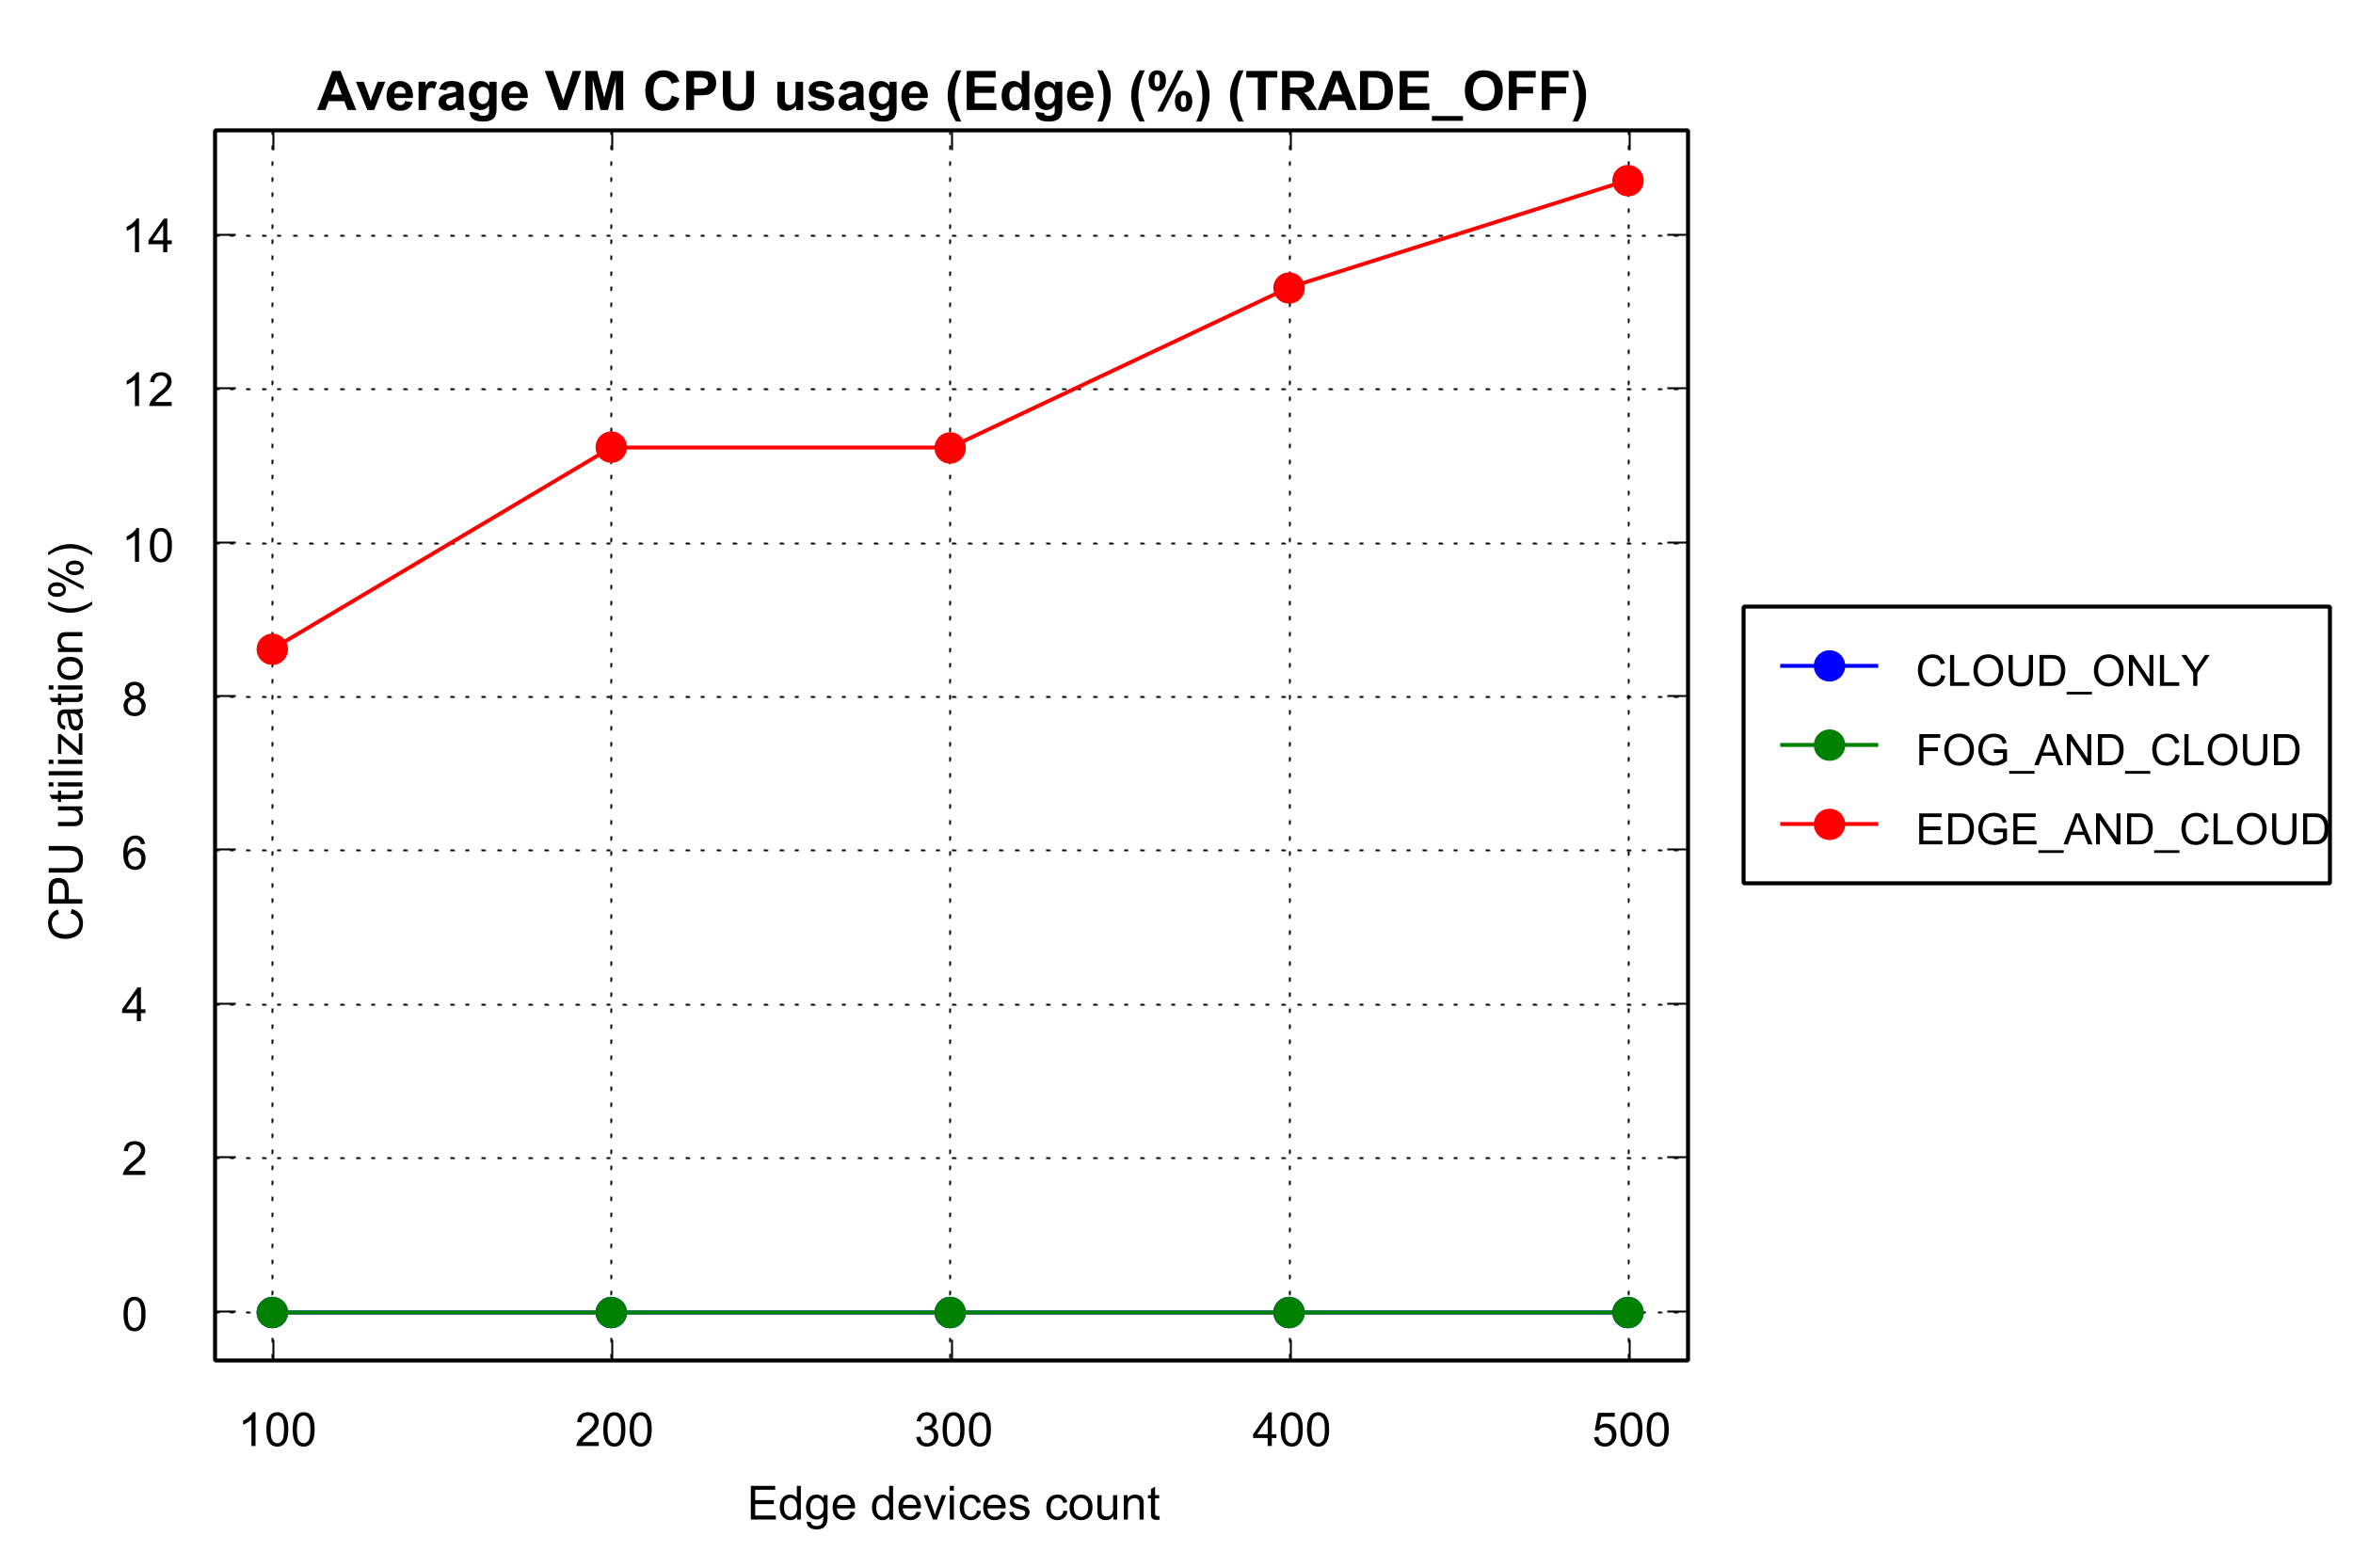 Average VM CPU usage (Edge) (%) (TRADE_OFF)
CPU utilization (%)
14
12
10
8
6
4
2
0
100 200 300 400 500
Edge devices count
CLOUD_ONLY
FOG_AND_CLOUD
EDGE_AND_CLOUD